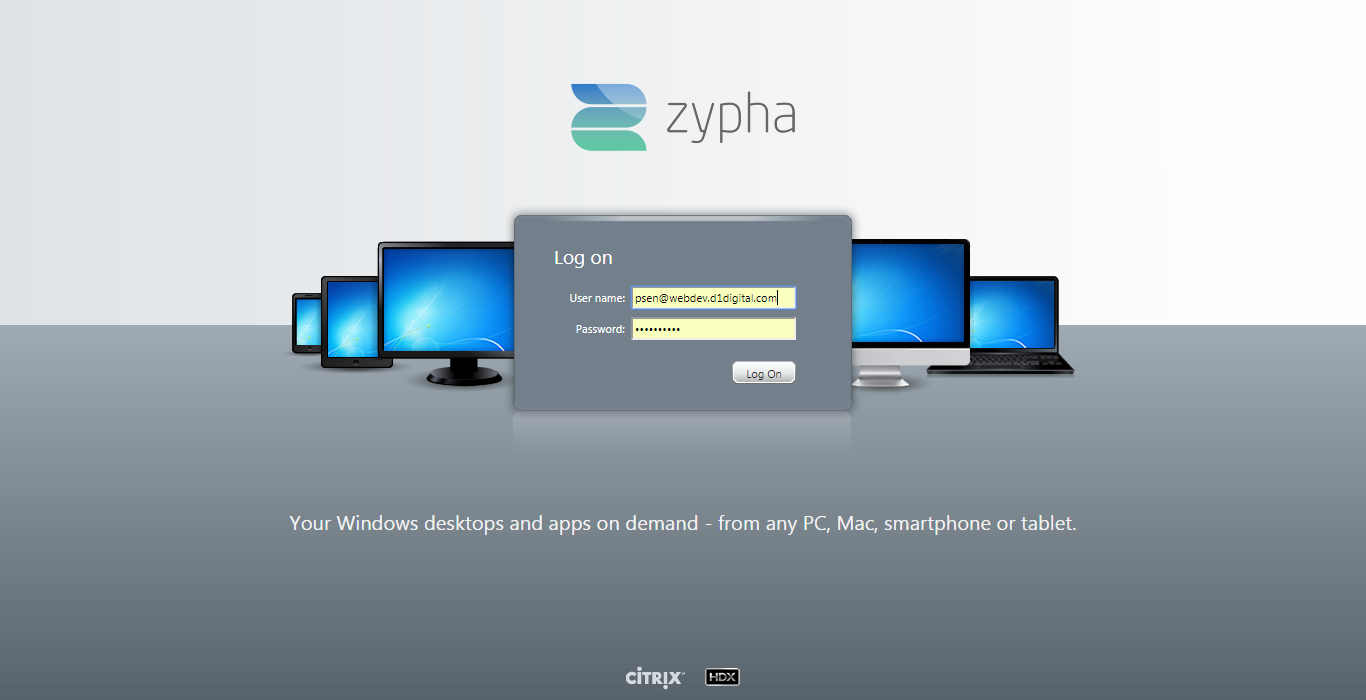 zypha
Log on
User name: psen@webdev.d1digital.com
Password: ••••••••••
Log On
Your Windows desktops and apps on demand - from any PC, Mac, smartphone or tablet.
CITRIX HDX